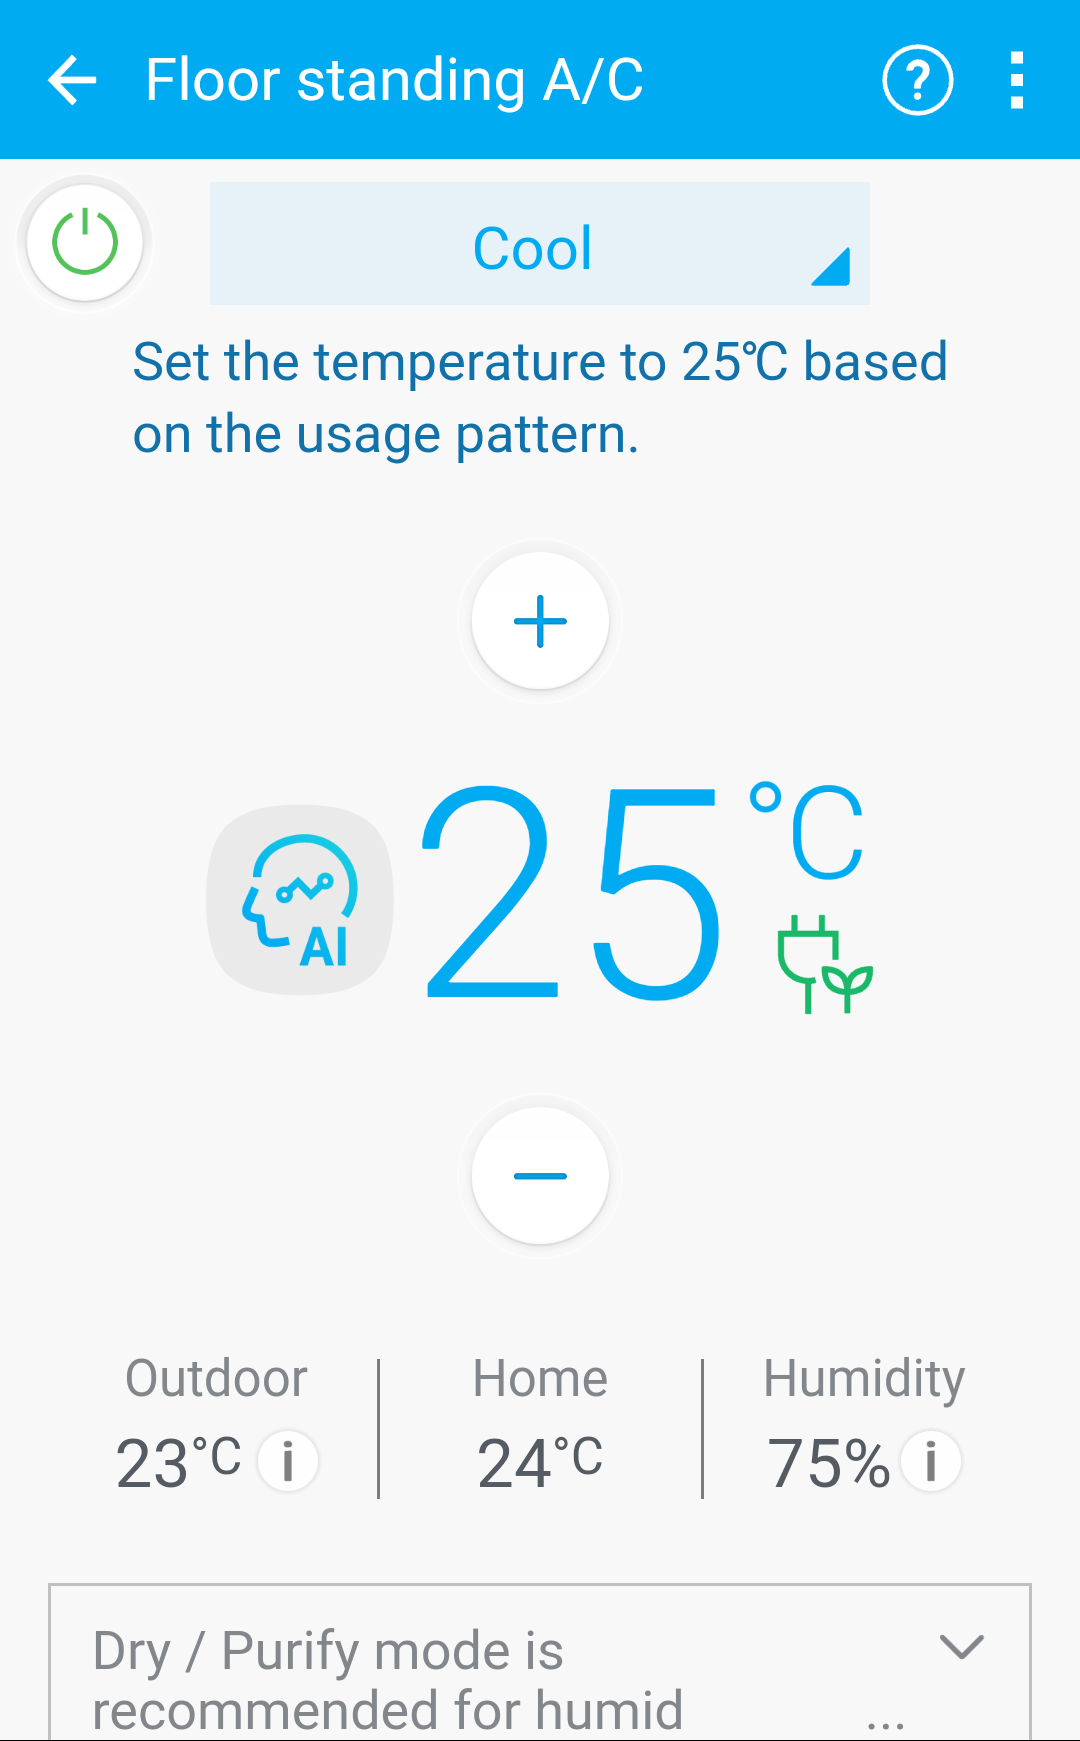 Floor standing A/C
Cool
Set the temperature to 25℃ based
on the usage pattern.
AI
25°C
Outdoor
23°C
Home
24°C
Humidity
75%
Dry / Purify mode is
recommended for humid ...